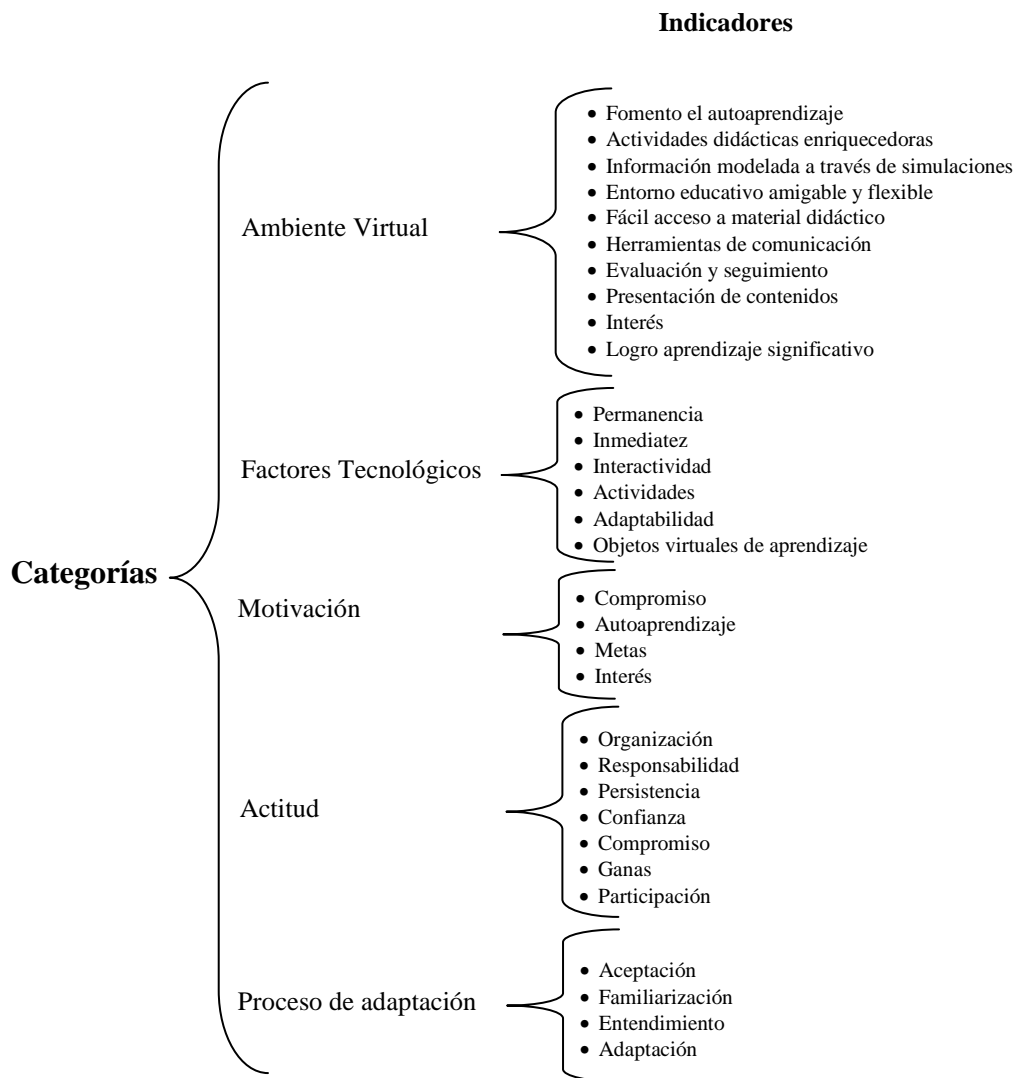 Indicadores
Categorías
Ambiente Virtual
• Fomento el autoaprendizaje
• Actividades didácticas enriquecedoras
• Información modelada a través de simulaciones
• Entorno educativo amigable y flexible
• Fácil acceso a material didáctico
• Herramientas de comunicación
• Evaluación y seguimiento
• Presentación de contenidos
• Interés
• Logro aprendizaje significativo
Factores Tecnológicos
• Permanencia
• Inmediatez
• Interactividad
• Actividades
• Adaptabilidad
• Objetos virtuales de aprendizaje
Motivación
• Compromiso
• Autoaprendizaje
• Metas
• Interés
Actitud
• Organización
• Responsabilidad
• Persistencia
• Confianza
• Compromiso
• Ganas
• Participación
Proceso de adaptación
• Aceptación
• Familiarización
• Entendimiento
• Adaptación